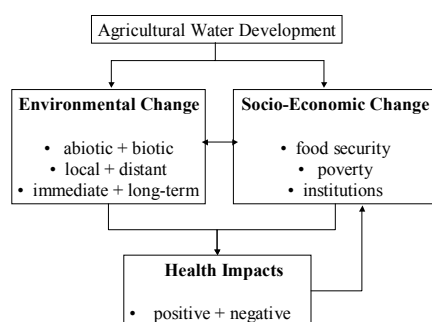 Agricultural Water Development
Environmental Change
• abiotic + biotic
• local + distant
• immediate + long-term
Socio-Economic Change
• food security
• poverty
• institutions
Health Impacts
• positive + negative